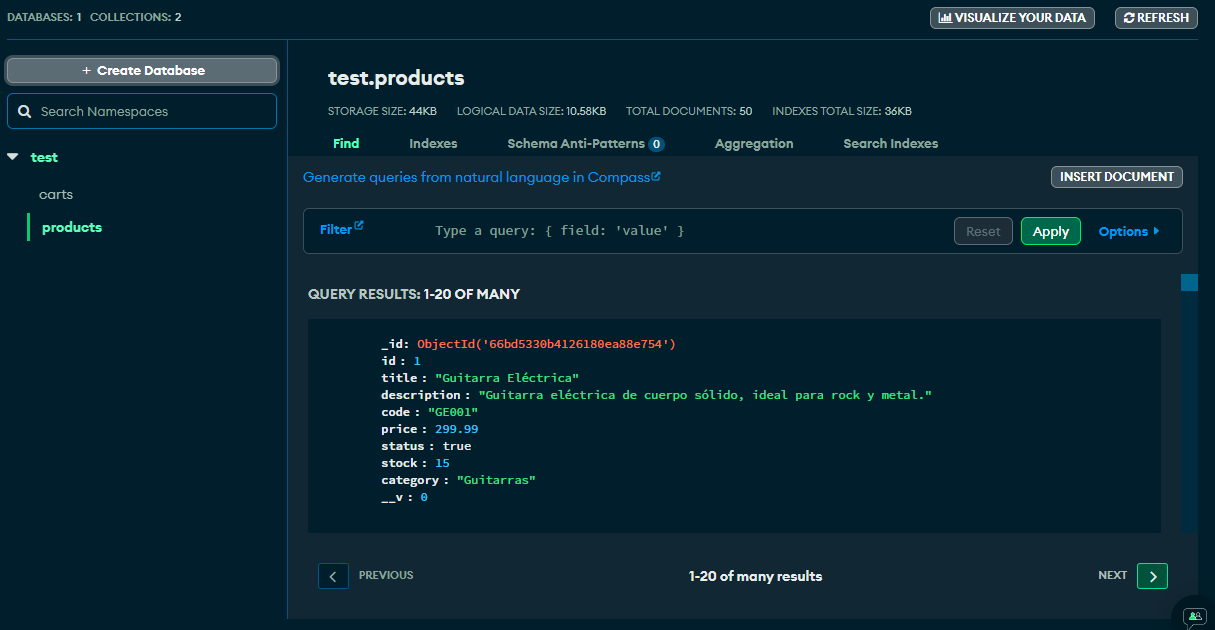 DATABASES: 1 COLLECTIONS: 2
VISUALIZE YOUR DATA
REFRESH
+ Create Database
Search Namespaces
test
carts
products
test.products
STORAGE SIZE: 44KB LOGICAL DATA SIZE: 10.58KB TOTAL DOCUMENTS: 50 INDEXES TOTAL SIZE: 36KB
Find Indexes Schema Anti-Patterns 0 Aggregation Search Indexes
Generate queries from natural language in Compass
INSERT DOCUMENT
Filter Type a query: { field: 'value' } Reset Apply Options
QUERY RESULTS: 1-20 OF MANY
_id: ObjectId('66bd5330b4126180ea88e754')
id : 1
title : "Guitarra Eléctrica"
description : "Guitarra eléctrica de cuerpo sólido, ideal para rock y metal."
code : "GE001"
price : 299.99
status : true
stock : 15
category : "Guitarras"
__v : 0
PREVIOUS 1-20 of many results NEXT